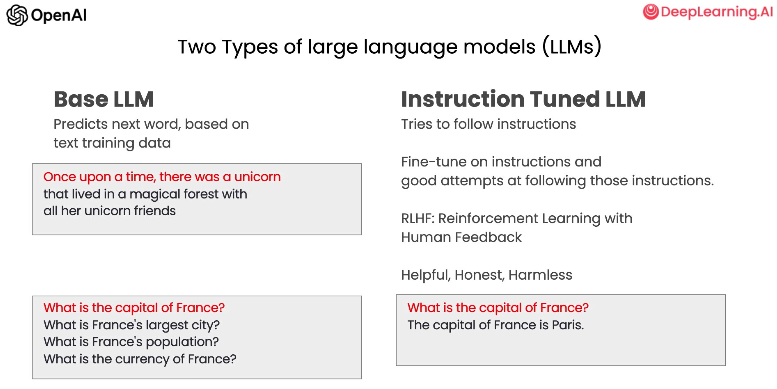 OpenAI
DeepLearning.AI
Two Types of large language models (LLMs)
Base LLM
Predicts next word, based on
text training data
Once upon a time, there was a unicorn
that lived in a magical forest with
all her unicorn friends
What is the capital of France?
What is France's largest city?
What is France's population?
What is the currency of France?
Instruction Tuned LLM
Tries to follow instructions
Fine-tune on instructions and
good attempts at following those instructions.
RLHF: Reinforcement Learning with
Human Feedback
Helpful, Honest, Harmless
What is the capital of France?
The capital of France is Paris.